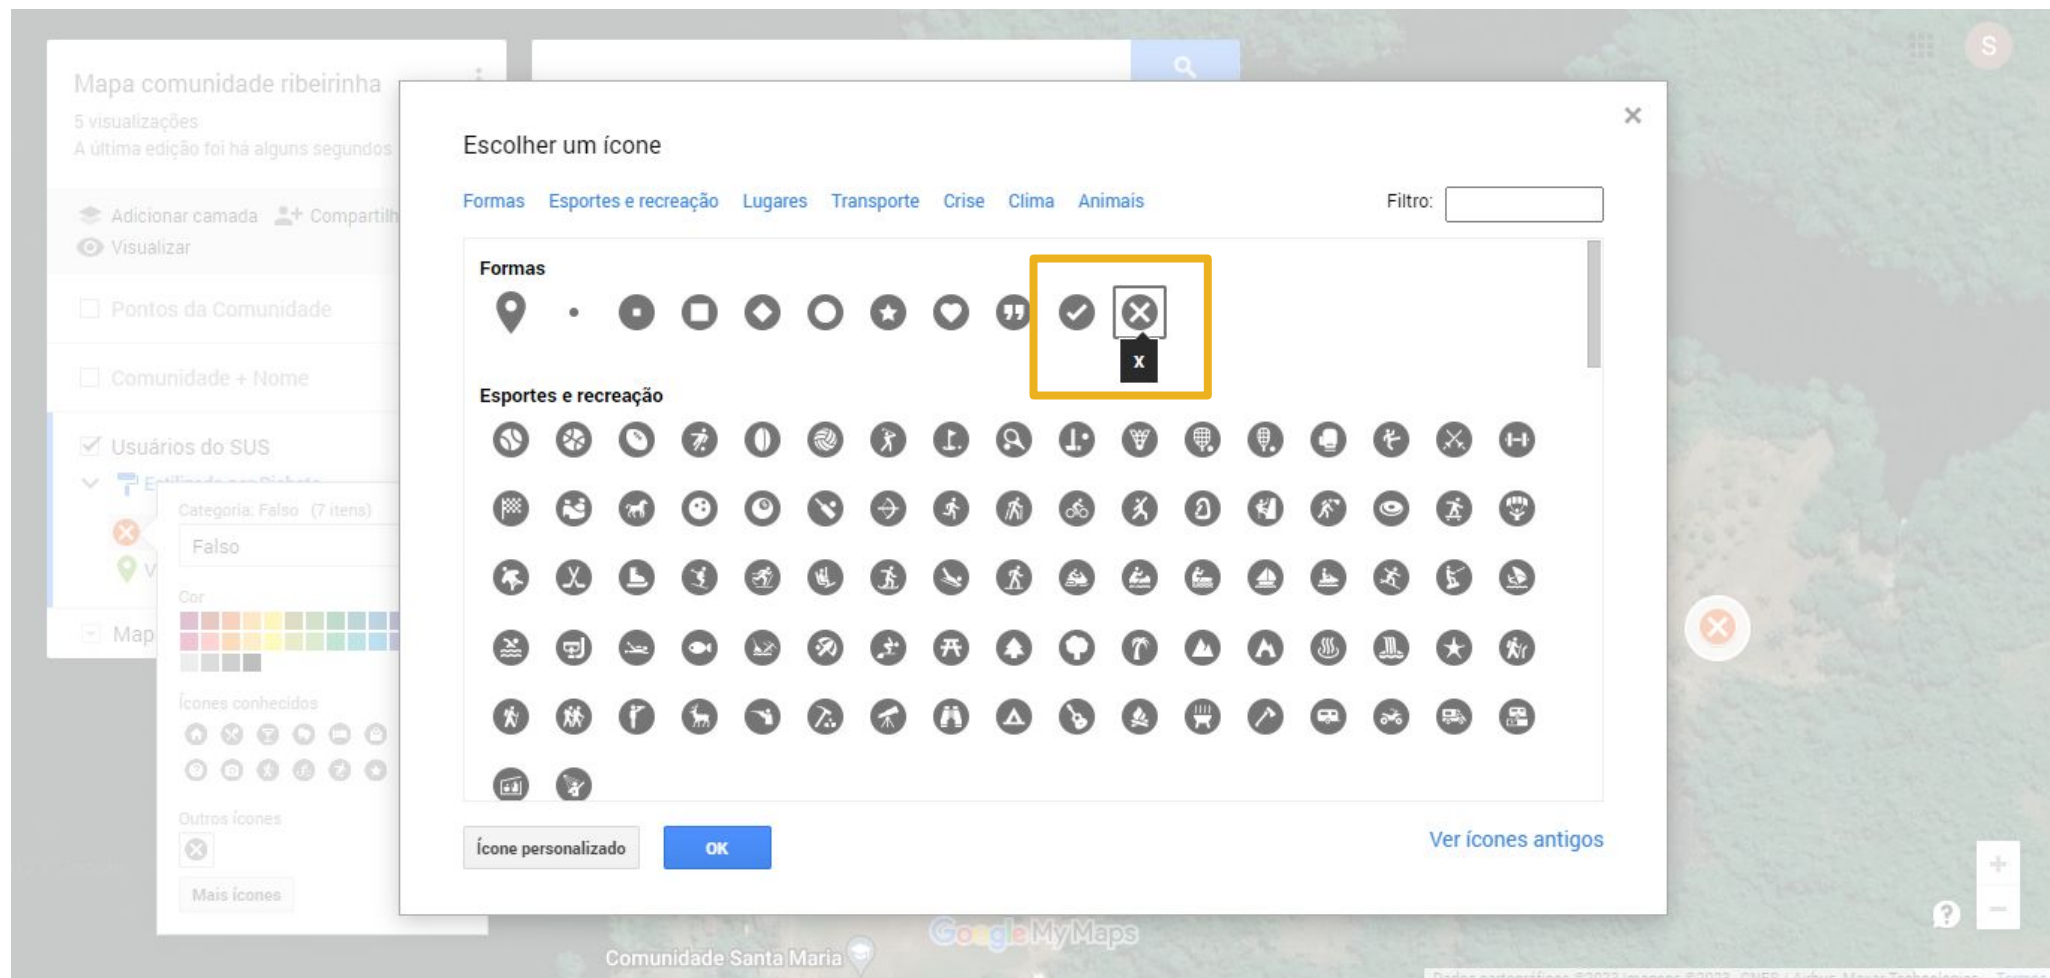 Mapa comunidade ribeirinha
5 visualizações
A última edição foi há alguns segundos
Adicionar camada
Visualizar
Pontos da Comunidade
Comunidade + Nome
Usuários do SUS
Categoria: Falso (7 itens)
Falso
Cor
Ícones conhecidos
Outros ícones
Mais ícones
Escolher um ícone
Formas Esportes e recreação Lugares Transporte Crise Clima Animais
Filtro:
Formas
x
Esportes e recreação
Ícone personalizado
OK
Ver ícones antigos
Google My Maps
Comunidade Santa Maria
S